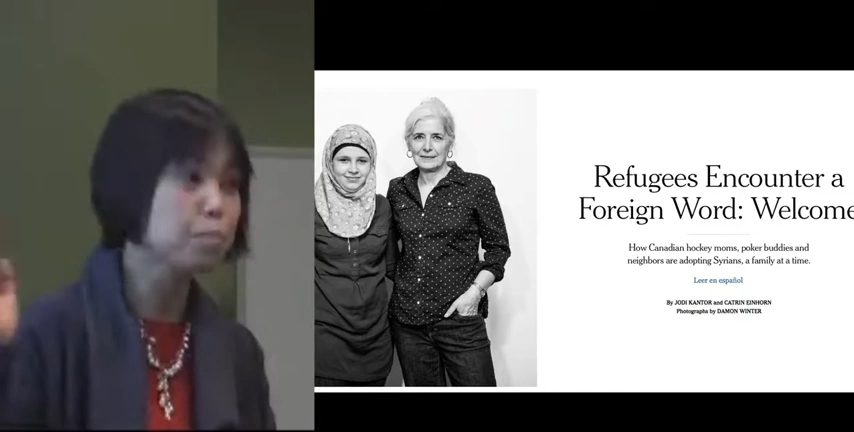 Refugees Encounter a
Foreign Word: Welcome
How Canadian hockey moms, poker buddies and
neighbors are adopting Syrians, a family at a time.
Leer en español
By JODI KANTOR and CATRIN EINHORN
Photographs by DAMON WINTER